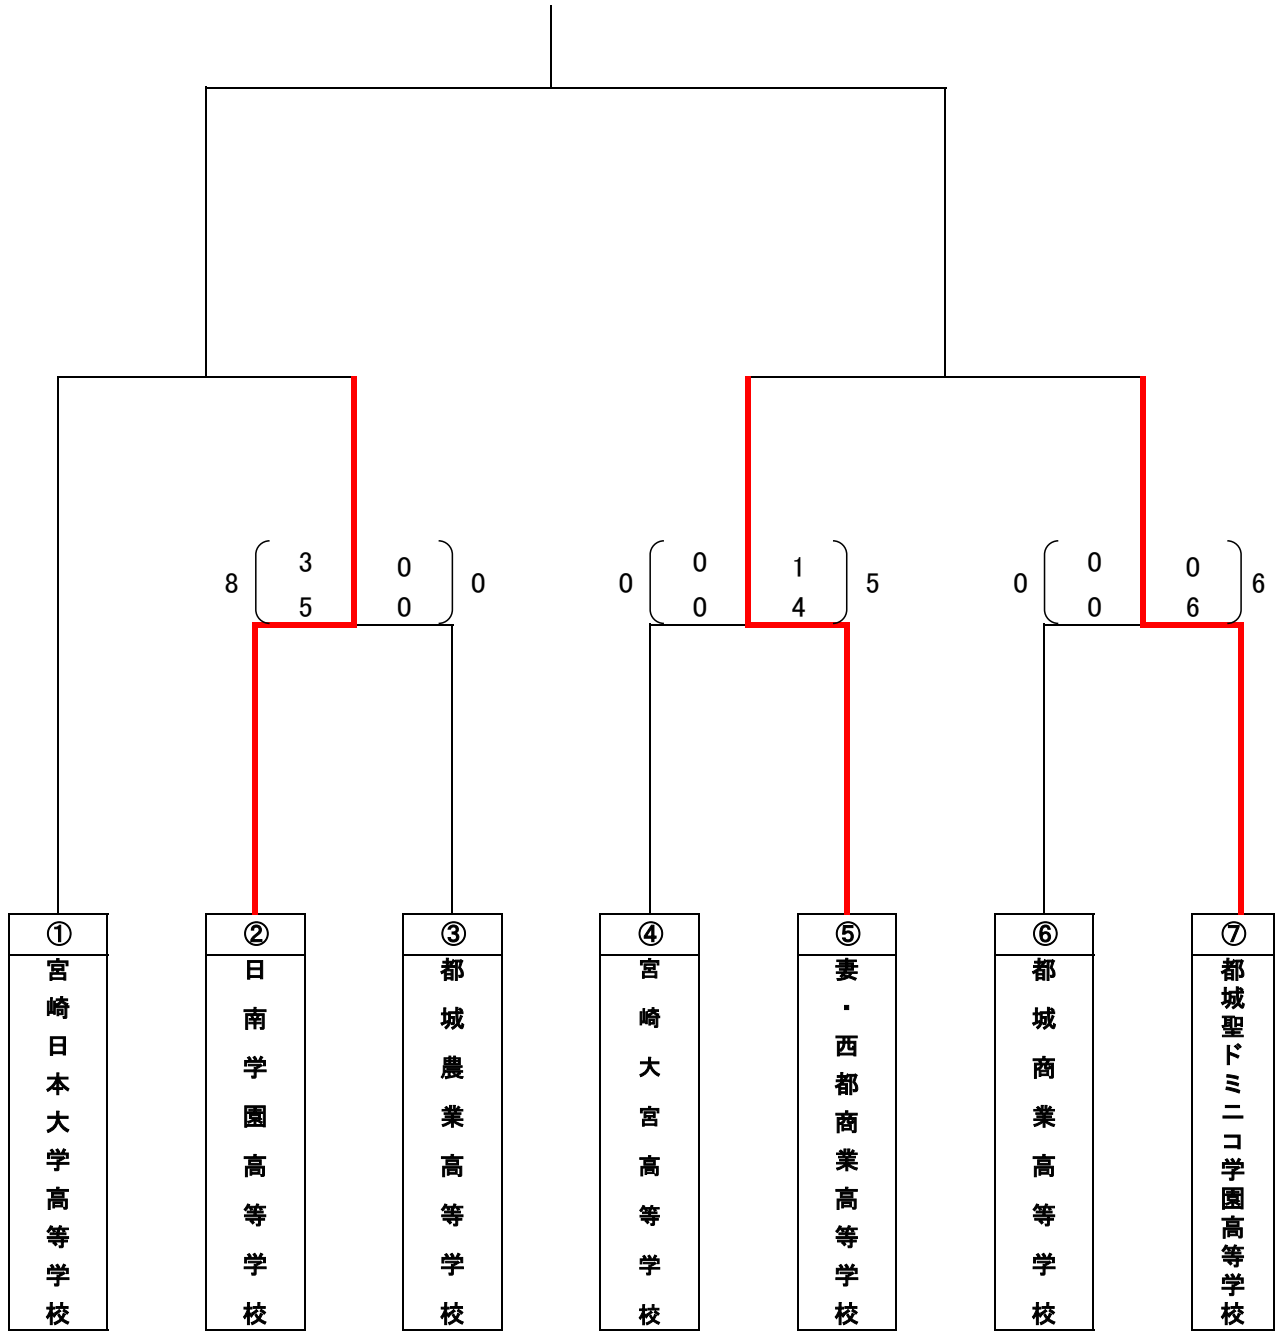 3 0 0 1 0 0
8 0 0 5 0 6
5 0 0 4 0 6
① ② ③ ④ ⑤ ⑥ ⑦
宮崎日本大学高等学校
日南学園高等学校
都城農業高等学校
宮崎大宮高等学校
妻・西都商業高等学校
都城商業高等学校
都城聖ドミニコ学園高等学校